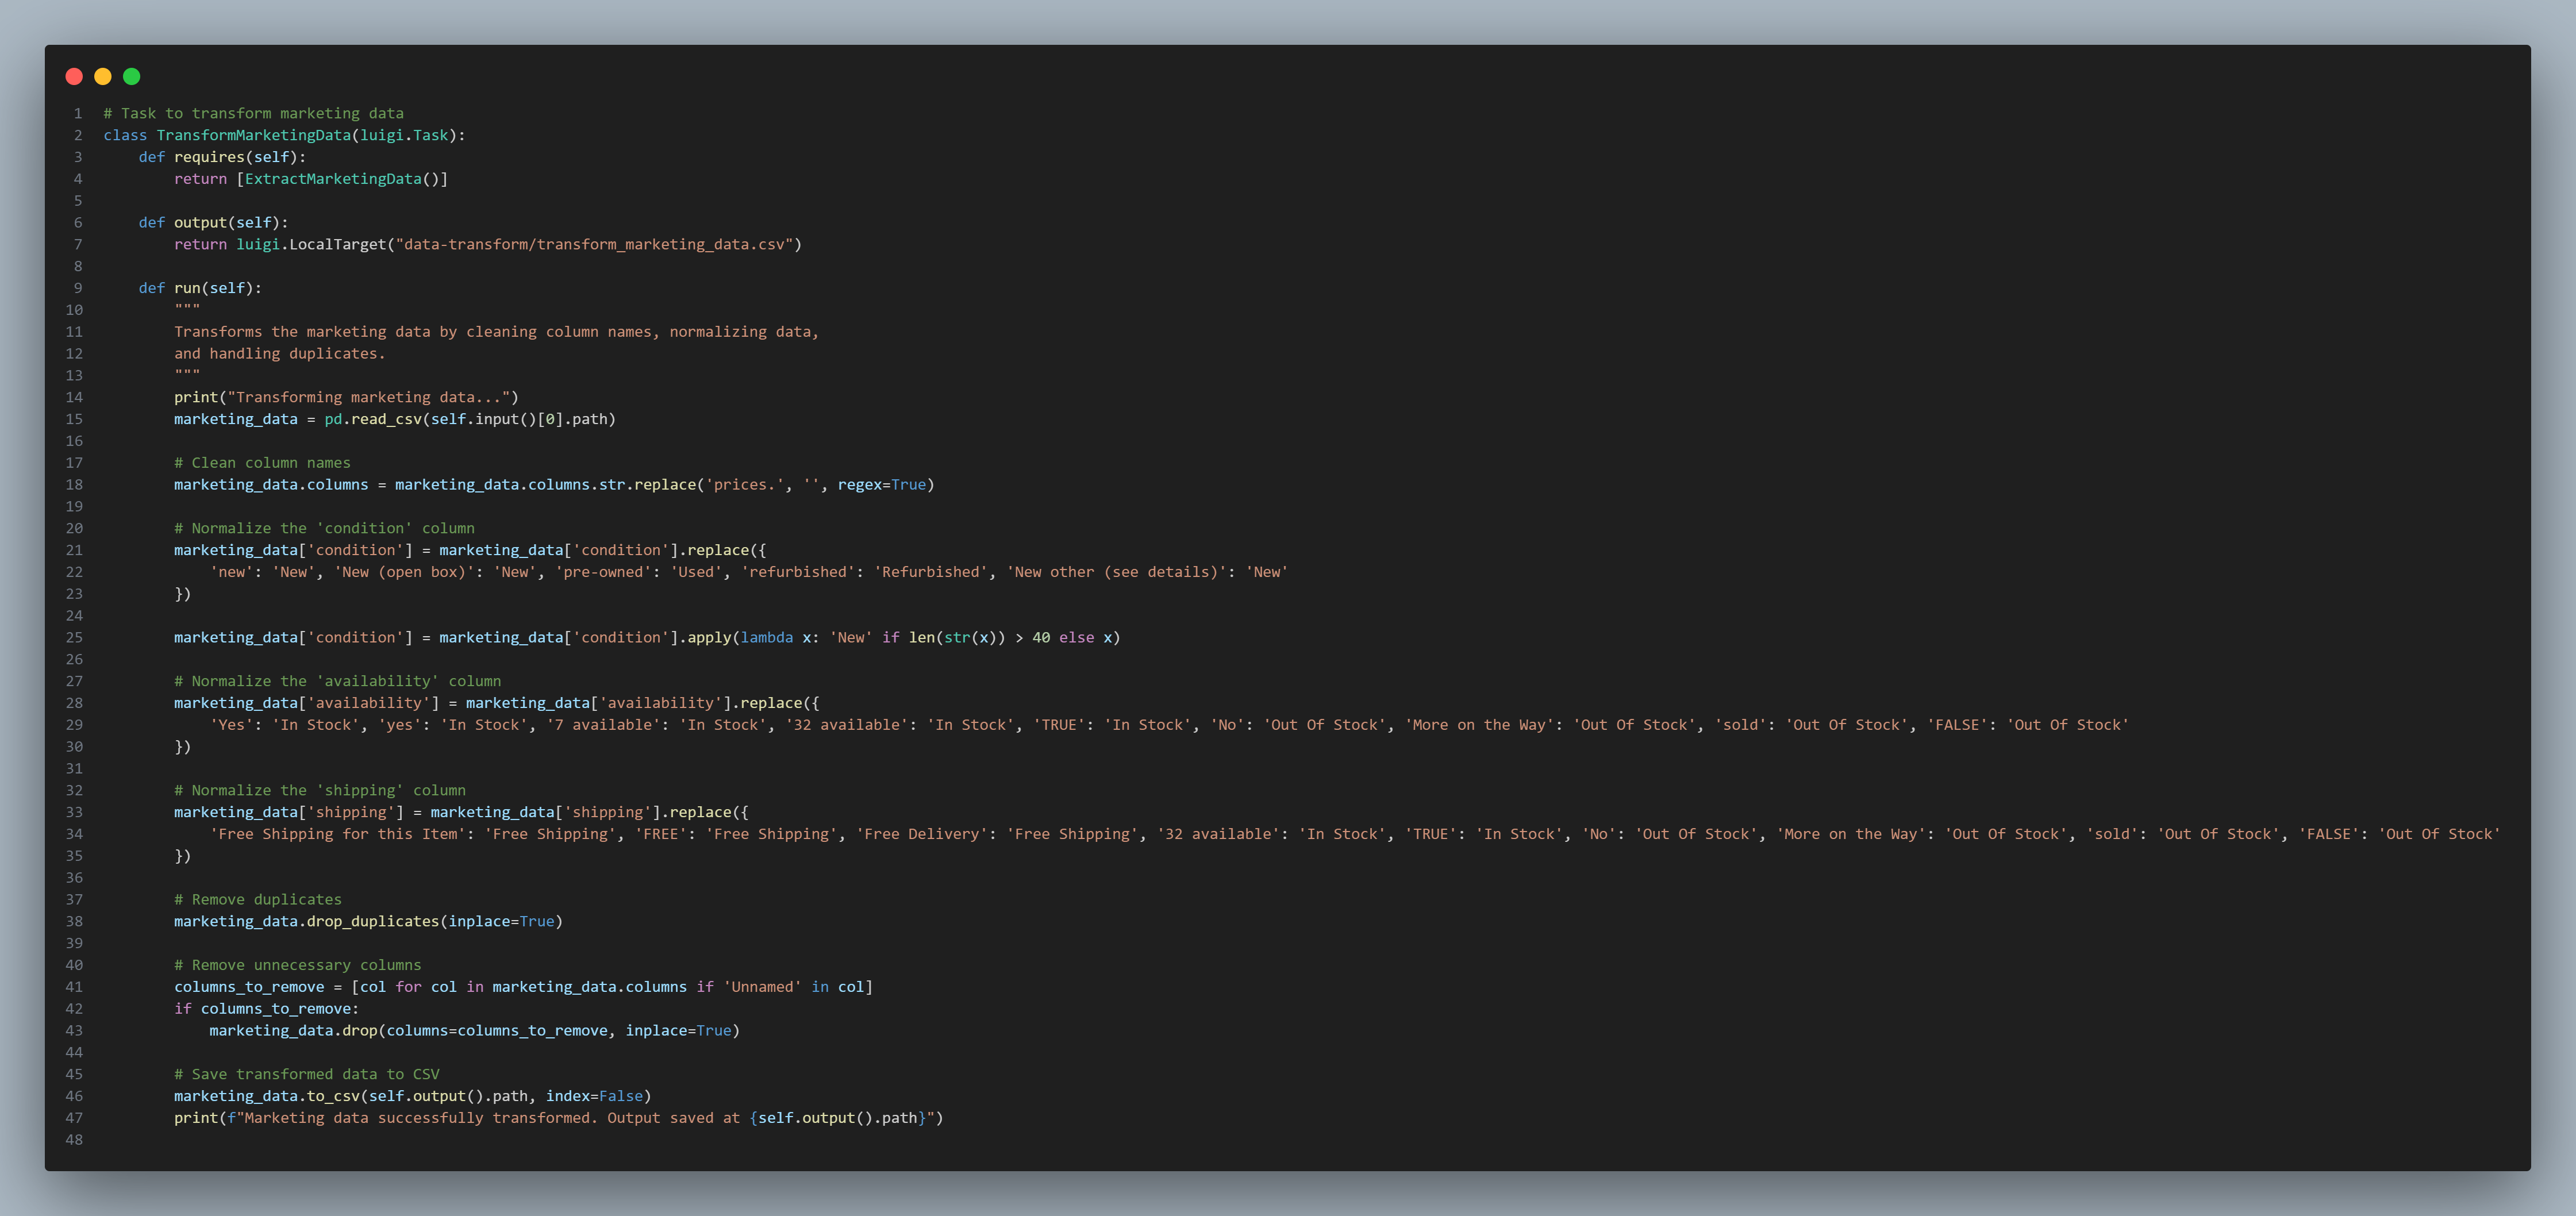 1 # Task to transform marketing data
2 class TransformMarketingData(luigi.Task):
3     def requires(self):
4         return [ExtractMarketingData()]
5
6     def output(self):
7         return luigi.LocalTarget("data-transform/transform_marketing_data.csv")
8
9     def run(self):
10         """
11         Transforms the marketing data by cleaning column names, normalizing data,
12         and handling duplicates.
13         """
14         print("Transforming marketing data...")
15         marketing_data = pd.read_csv(self.input()[0].path)
16
17         # Clean column names
18         marketing_data.columns = marketing_data.columns.str.replace('prices.', '', regex=True)
19
20         # Normalize the 'condition' column
21         marketing_data['condition'] = marketing_data['condition'].replace({
22             'new': 'New', 'New (open box)': 'New', 'pre-owned': 'Used', 'refurbished': 'Refurbished', 'New other (see details)': 'New'
23         })
24
25         marketing_data['condition'] = marketing_data['condition'].apply(lambda x: 'New' if len(str(x)) > 40 else x)
26
27         # Normalize the 'availability' column
28         marketing_data['availability'] = marketing_data['availability'].replace({
29             'Yes': 'In Stock', 'yes': 'In Stock', '7 available': 'In Stock', '32 available': 'In Stock', 'TRUE': 'In Stock', 'No': 'Out Of Stock', 'More on the Way': 'Out Of Stock', 'sold': 'Out Of Stock', 'FALSE': 'Out Of Stock'
30         })
31
32         # Normalize the 'shipping' column
33         marketing_data['shipping'] = marketing_data['shipping'].replace({
34             'Free Shipping for this Item': 'Free Shipping', 'FREE': 'Free Shipping', 'Free Delivery': 'Free Shipping', '32 available': 'In Stock', 'TRUE': 'In Stock', 'No': 'Out Of Stock', 'More on the Way': 'Out Of Stock', 'sold': 'Out Of Stock', 'FALSE': 'Out Of Stock'
35         })
36
37         # Remove duplicates
38         marketing_data.drop_duplicates(inplace=True)
39
40         # Remove unnecessary columns
41         columns_to_remove = [col for col in marketing_data.columns if 'Unnamed' in col]
42         if columns_to_remove:
43             marketing_data.drop(columns=columns_to_remove, inplace=True)
44
45         # Save transformed data to CSV
46         marketing_data.to_csv(self.output().path, index=False)
47         print(f"Marketing data successfully transformed. Output saved at {self.output().path}")
48